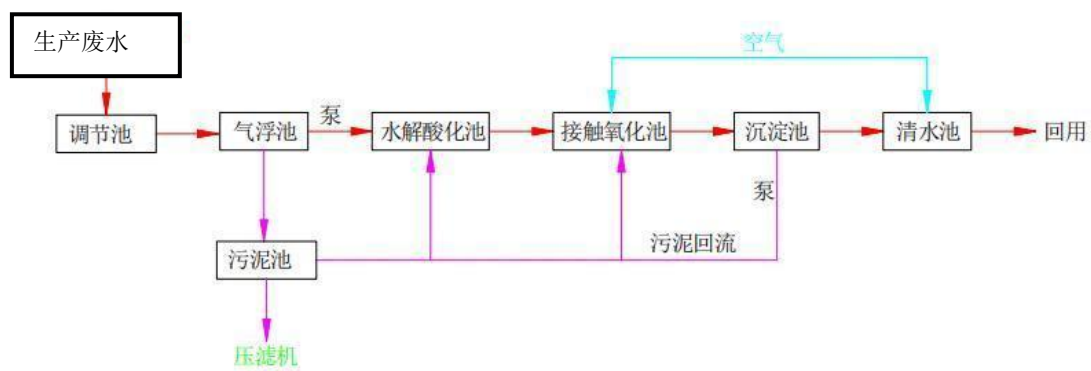 生产废水
空气
泵
调节池
气浮池
水解酸化池
接触氧化池
沉淀池
清水池
回用
泵
污泥回流
污泥池
压滤机